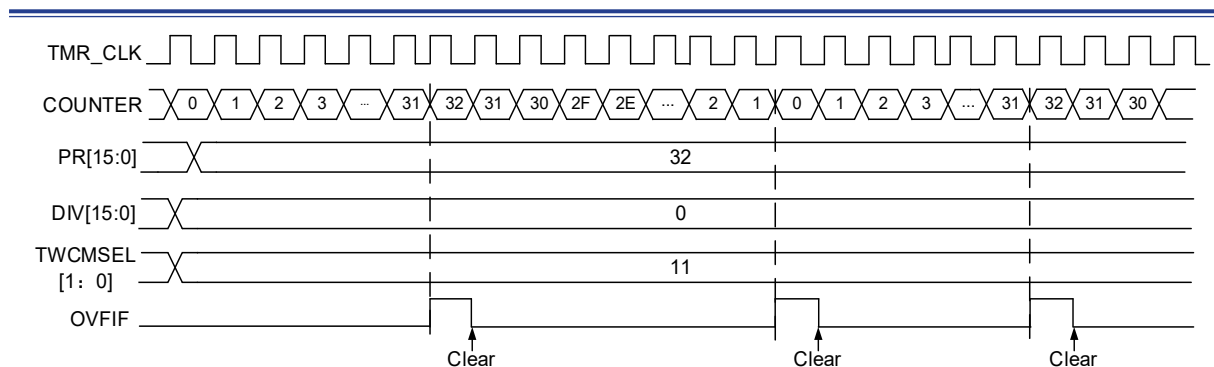 TMR_CLK
COUNTER 0 1 2 3 ... 31 32 31 30 2F 2E ... 2 1 0 1 2 3 ... 31 32 31 30
PR[15:0] 32
DIV[15:0] 0
TWCMSEL
[1：0] 11
OVFIF
Clear Clear Clear